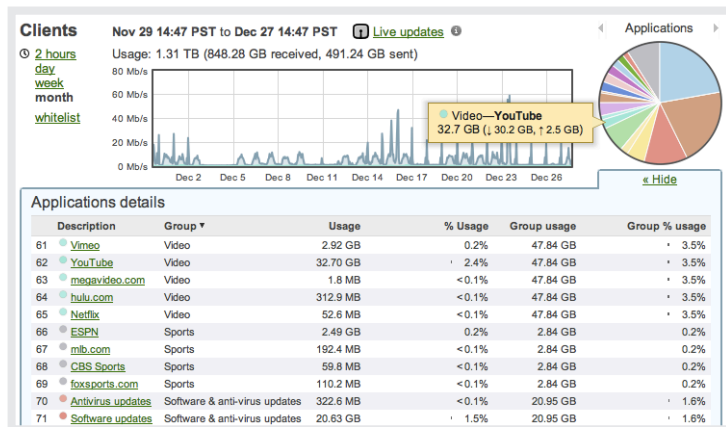 Clients
Nov 29 14:47 PST to Dec 27 14:47 PST Live updates
2 hours
day
week
month
whitelist
Usage: 1.31 TB (848.28 GB received, 491.24 GB sent)
80 Mb/s
60 Mb/s
40 Mb/s
20 Mb/s
0 Mb/s
Dec 2 Dec 5 Dec 8 Dec 11 Dec 14 Dec 17 Dec 20 Dec 23 Dec 26
Applications
Video—YouTube
32.7 GB (↓ 30.2 GB, ↑ 2.5 GB)
« Hide
Applications details
Description Group ▼ Usage % Usage Group usage Group % usage
61 Vimeo Video 2.92 GB 0.2% 47.84 GB 3.5%
62 YouTube Video 32.70 GB 2.4% 47.84 GB 3.5%
63 megavideo.com Video 1.8 MB <0.1% 47.84 GB 3.5%
64 hulu.com Video 312.9 MB <0.1% 47.84 GB 3.5%
65 Netflix Video 52.6 MB <0.1% 47.84 GB 3.5%
66 ESPN Sports 2.49 GB 0.2% 2.84 GB 0.2%
67 mlb.com Sports 192.4 MB <0.1% 2.84 GB 0.2%
68 CBS Sports Sports 59.8 MB <0.1% 2.84 GB 0.2%
69 foxsports.com Sports 110.2 MB <0.1% 2.84 GB 0.2%
70 Antivirus updates Software & anti-virus updates 322.6 MB <0.1% 20.95 GB 1.6%
71 Software updates Software & anti-virus updates 20.63 GB 1.5% 20.95 GB 1.6%